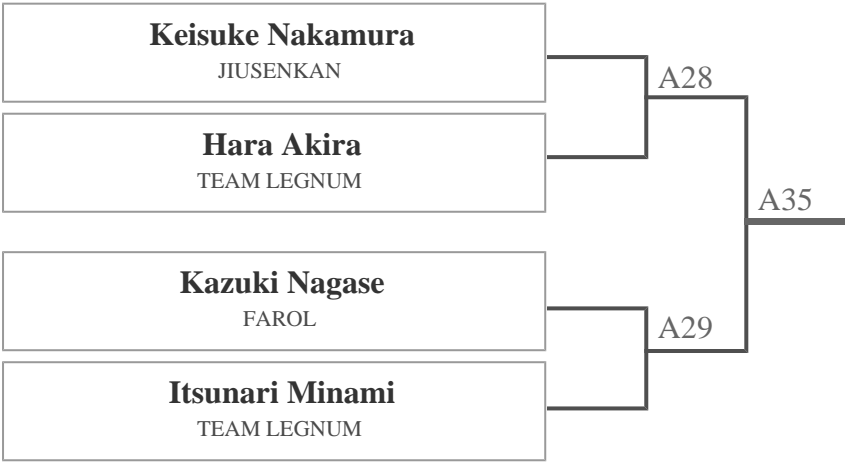 Keisuke Nakamura
JIUSENKAN
A28
Hara Akira
TEAM LEGNUM
A35
Kazuki Nagase
FAROL
A29
Itsunari Minami
TEAM LEGNUM